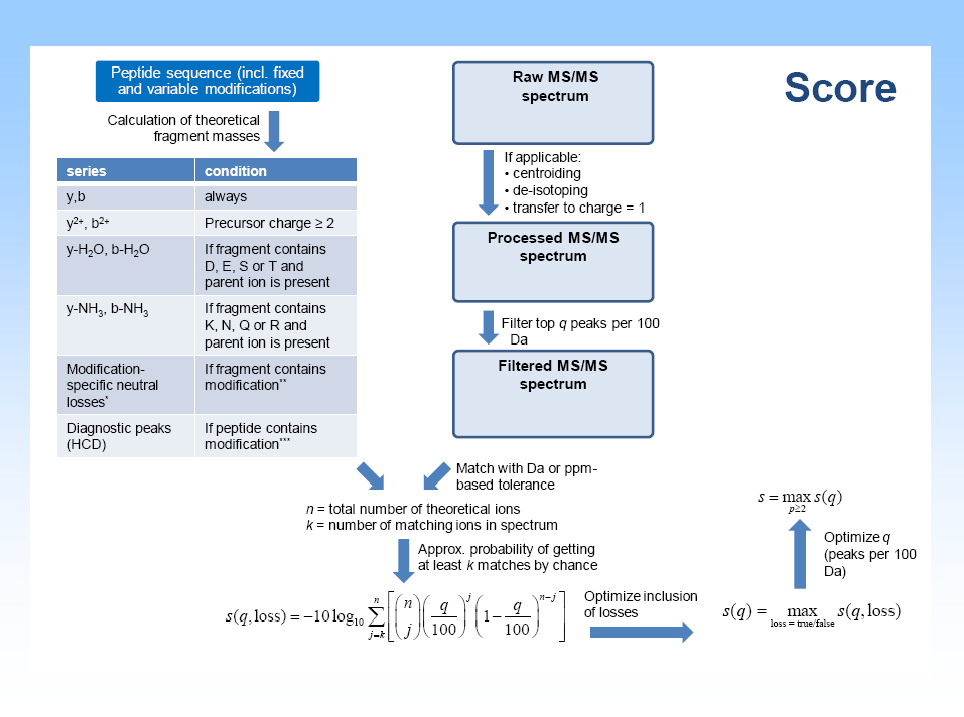 Score
Peptide sequence (incl. fixed
and variable modifications)
Calculation of theoretical
fragment masses
series condition
y,b always
y²⁺, b²⁺ Precursor charge ≥ 2
y-H₂O, b-H₂O If fragment contains
D, E, S or T and
parent ion is present
y-NH₃, b-NH₃ If fragment contains
K, N, Q or R and
parent ion is present
Modification-
specific neutral
losses*
If fragment contains
modification**
Diagnostic peaks
(HCD)
If peptide contains
modification***
Raw MS/MS
spectrum
If applicable:
• centroiding
• de-isotoping
• transfer to charge = 1
Processed MS/MS
spectrum
Filter top q peaks per 100
Da
Filtered MS/MS
spectrum
Match with Da or ppm-
based tolerance
n = total number of theoretical ions
k = number of matching ions in spectrum
Approx. probability of getting
at least k matches by chance
s(q,loss) = −10 log₁₀ ∑_{j=k}^{n} [ (n j) (q/100)^j (1 − q/100)^{n−j} ]
Optimize inclusion
of losses
s(q) = max_{loss = true/false} s(q,loss)
Optimize q
(peaks per 100
Da)
s = max_{p≥2} s(q)